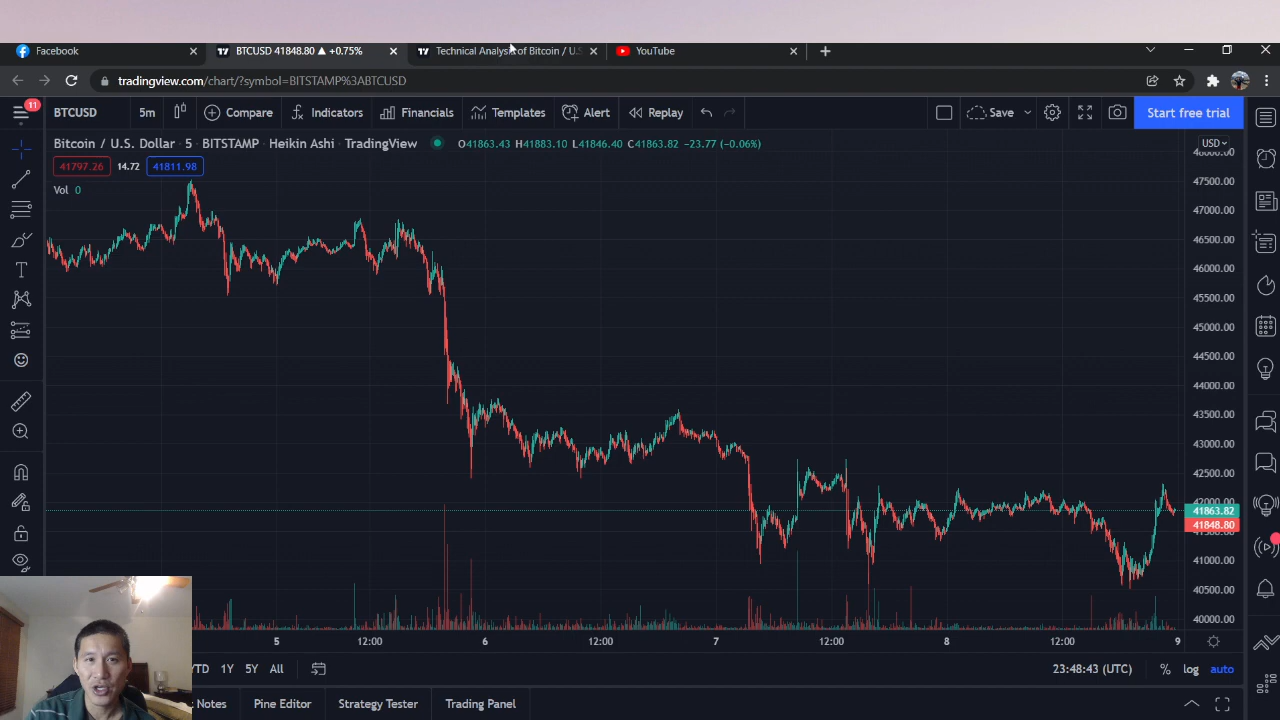 Facebook
BTCUSD 41848.80 ▲ +0.75%
Technical Analysis of Bitcoin / U.S
YouTube
tradingview.com/chart/?symbol=BITSTAMP%3ABTCUSD
11
BTCUSD
5m
Compare
Indicators
Financials
Templates
Alert
Replay
Save
Start free trial
Bitcoin / U.S. Dollar · 5 · BITSTAMP · Heikin Ashi · TradingView
O41863.43 H41883.10 L41846.40 C41863.82 −23.77 (−0.06%)
USD
41797.26 14.72 41811.98
Vol 0
47500.00
47000.00
46500.00
46000.00
45500.00
45000.00
44500.00
44000.00
43500.00
43000.00
42500.00
42000.00
41863.82
41848.80
41000.00
40500.00
40000.00
5 12:00 6 12:00 7 12:00 8 12:00 9
YTD 1Y 5Y All
23:48:43 (UTC) % log auto
Notes Pine Editor Strategy Tester Trading Panel